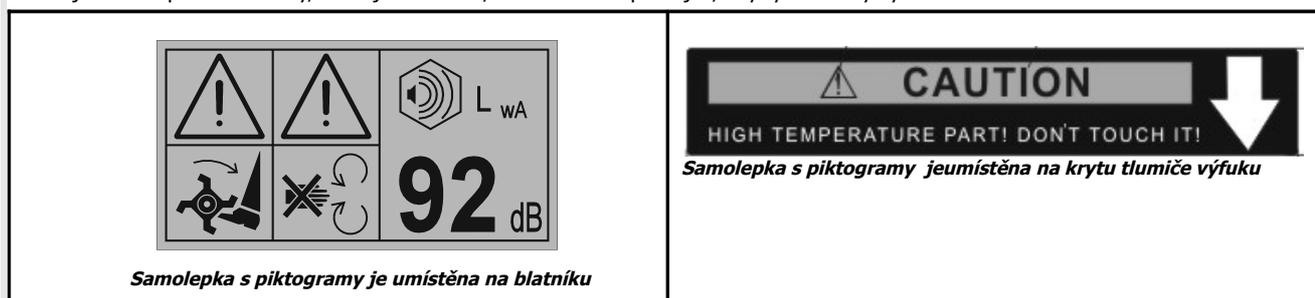 L wA
92 dB
Samolepka s piktogramy je umístěna na blatníku
CAUTION
HIGH TEMPERATURE PART! DON'T TOUCH IT!
Samolepka s piktogramy jeumístěna na krytu tlumiče výfuku